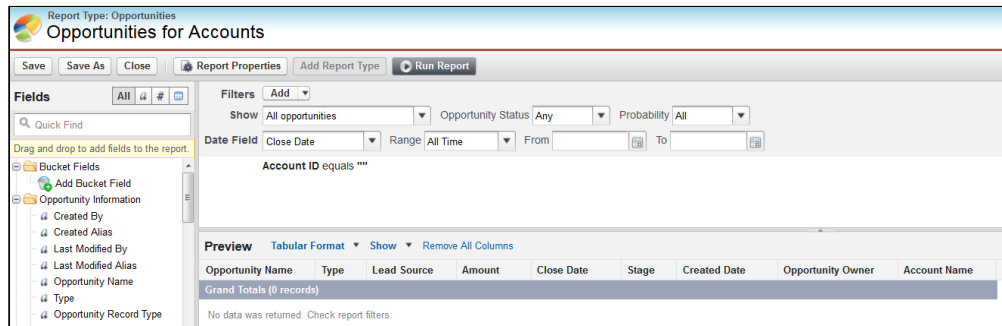 Report Type: Opportunities
Opportunities for Accounts
Save Save As Close Report Properties Add Report Type Run Report
Fields All a #
Quick Find
Drag and drop to add fields to the report.
Bucket Fields
Add Bucket Field
Opportunity Information
a Created By
a Created Alias
a Last Modified By
a Last Modified Alias
a Opportunity Name
a Type
a Opportunity Record Type
Filters Add
Show All opportunities Opportunity Status Any Probability All
Date Field Close Date Range All Time From To
Account ID equals ""
Preview Tabular Format Show Remove All Columns
Opportunity Name Type Lead Source Amount Close Date Stage Created Date Opportunity Owner Account Name
Grand Totals (0 records)
No data was returned. Check report filters.